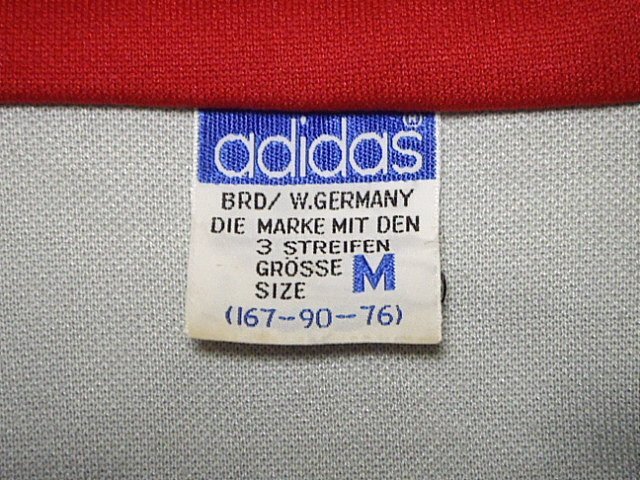 adidas®
BRD/ W.GERMANY
DIE MARKE MIT DEN
3 STREIFEN
GRÖSSE M
SIZE
(167-90-76)